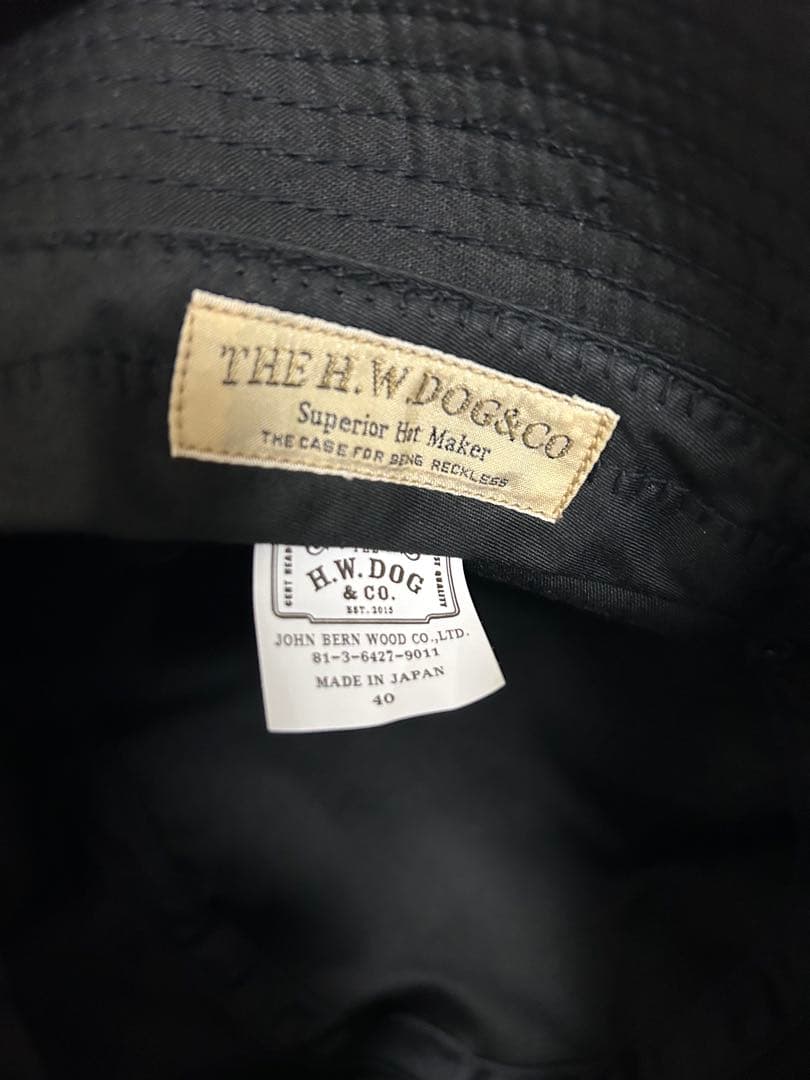 THE H.W.DOG&CO
Superior Hat Maker
THE CASE FOR BEING RECKLESS
THE
H.W.DOG
& CO.
EST. 2015
JOHN BERN WOOD CO.,LTD.
81-3-6427-9011
MADE IN JAPAN
40